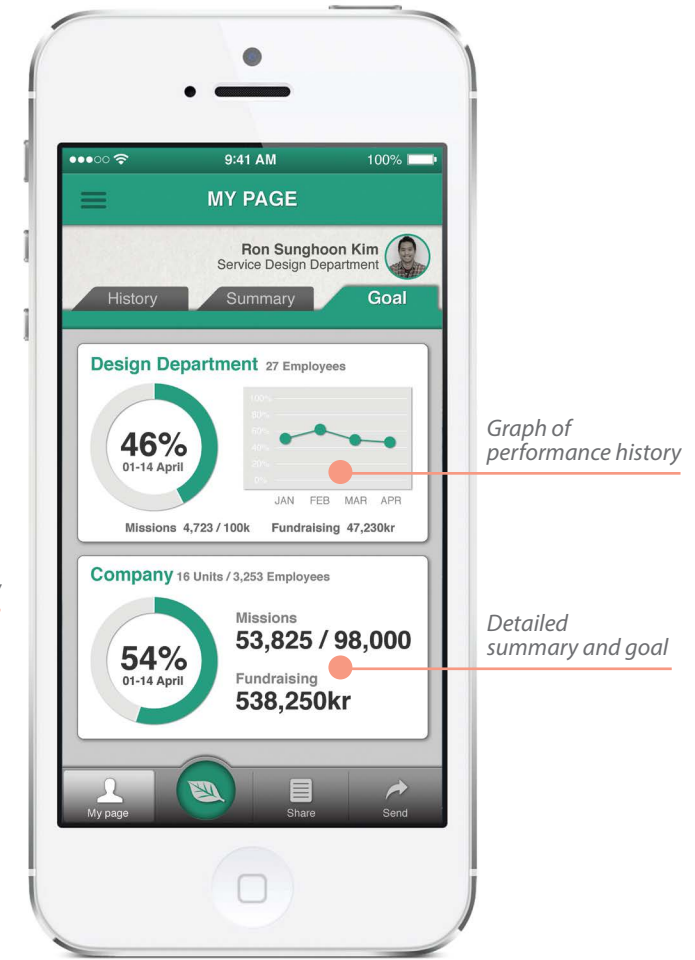 9:41 AM 100%
MY PAGE
Ron Sunghoon Kim
Service Design Department
History Summary Goal
Design Department 27 Employees
46%
01-14 April
100%
80%
60%
40%
20%
0%
JAN FEB MAR APR
Missions 4,723 / 100k Fundraising 47,230kr
Graph of
performance history
Company 16 Units / 3,253 Employees
54%
01-14 April
Missions
53,825 / 98,000
Fundraising
538,250kr
Detailed
summary and goal
My page Share Send